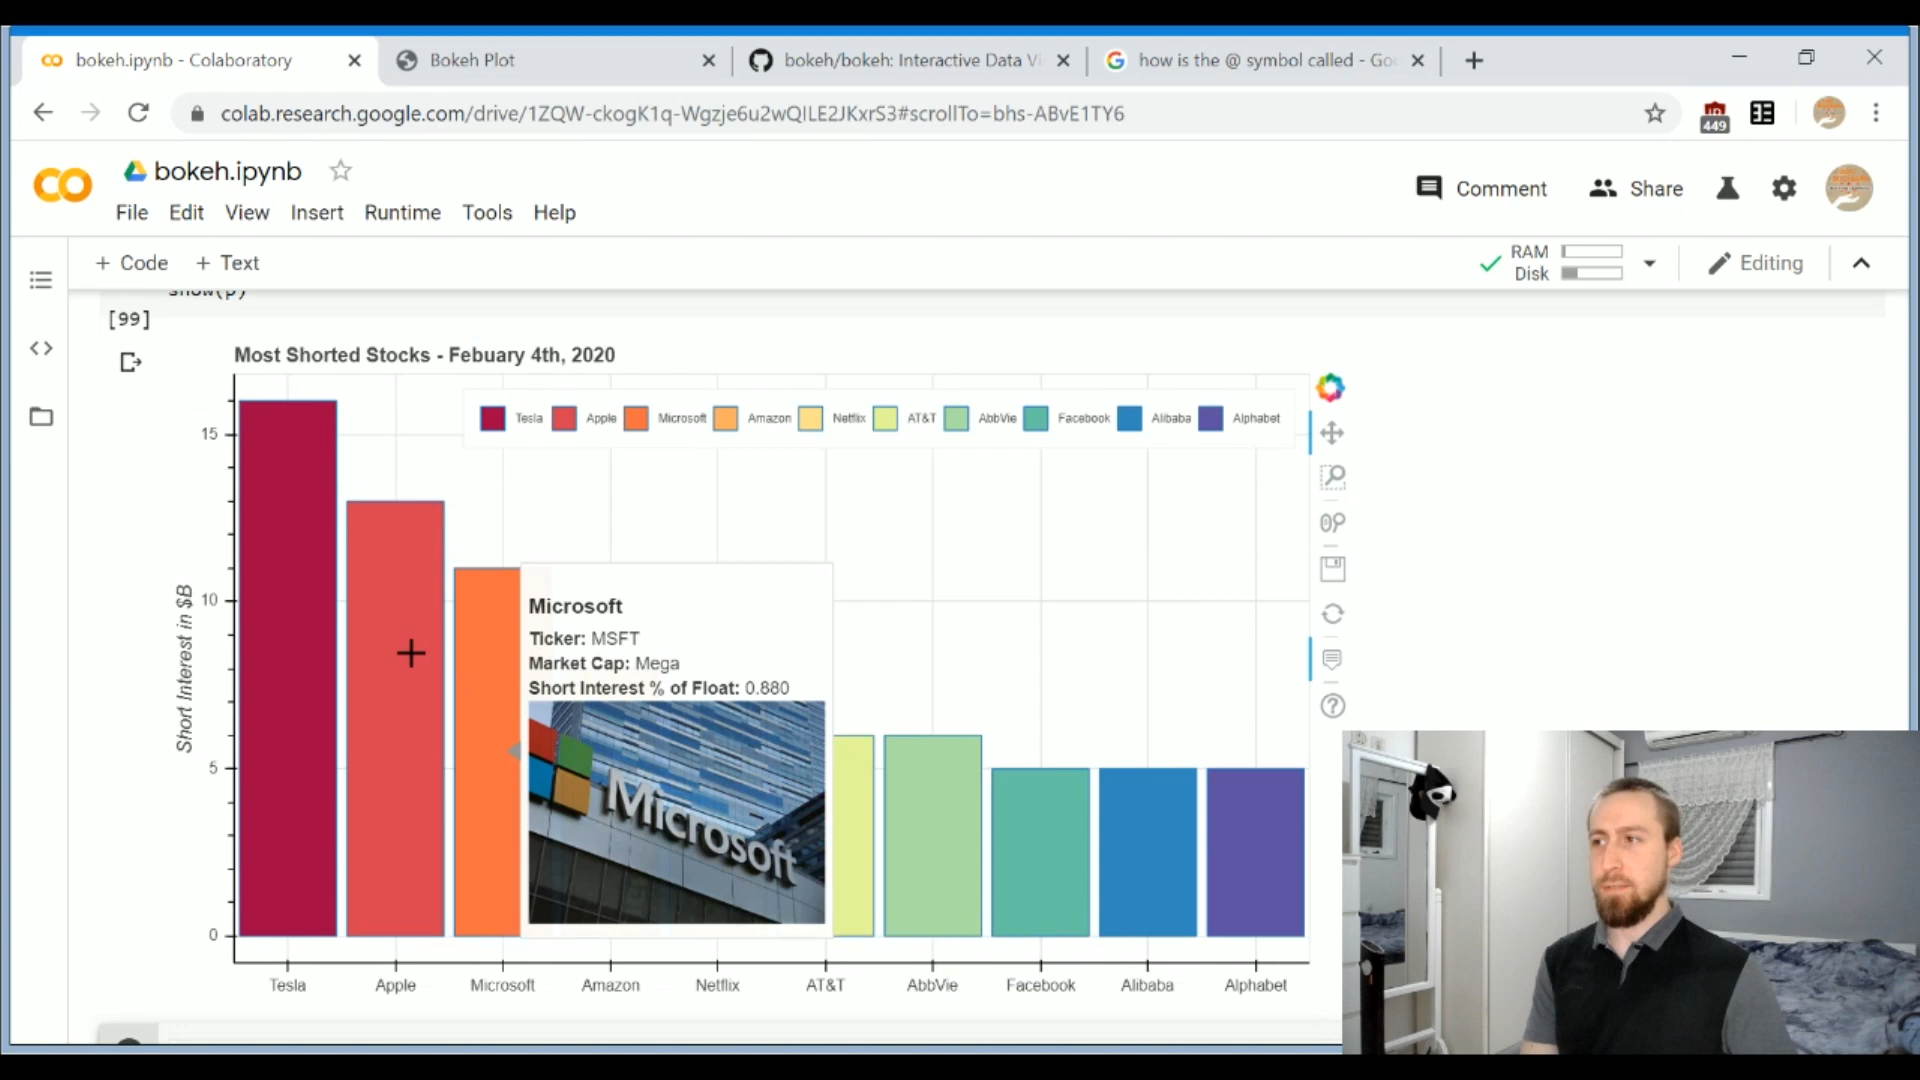 bokeh.ipynb - Colaboratory
Bokeh Plot
bokeh/bokeh: Interactive Data Vi
how is the @ symbol called - Goo
colab.research.google.com/drive/1ZQW-ckogK1q-Wgzje6u2wQILE2JKxrS3#scrollTo=bhs-ABvE1TY6
449
bokeh.ipynb
Comment
Share
File Edit View Insert Runtime Tools Help
+ Code + Text
RAM
Disk
Editing
show(p)
[99]
Most Shorted Stocks - Febuary 4th, 2020
Tesla Apple Microsoft Amazon Netflix AT&T AbbVie Facebook Alibaba Alphabet
15
10
5
0
Short Interest in $B
Microsoft
Ticker: MSFT
Market Cap: Mega
Short Interest % of Float: 0.880
Microsoft
Tesla Apple Microsoft Amazon Netflix AT&T AbbVie Facebook Alibaba Alphabet